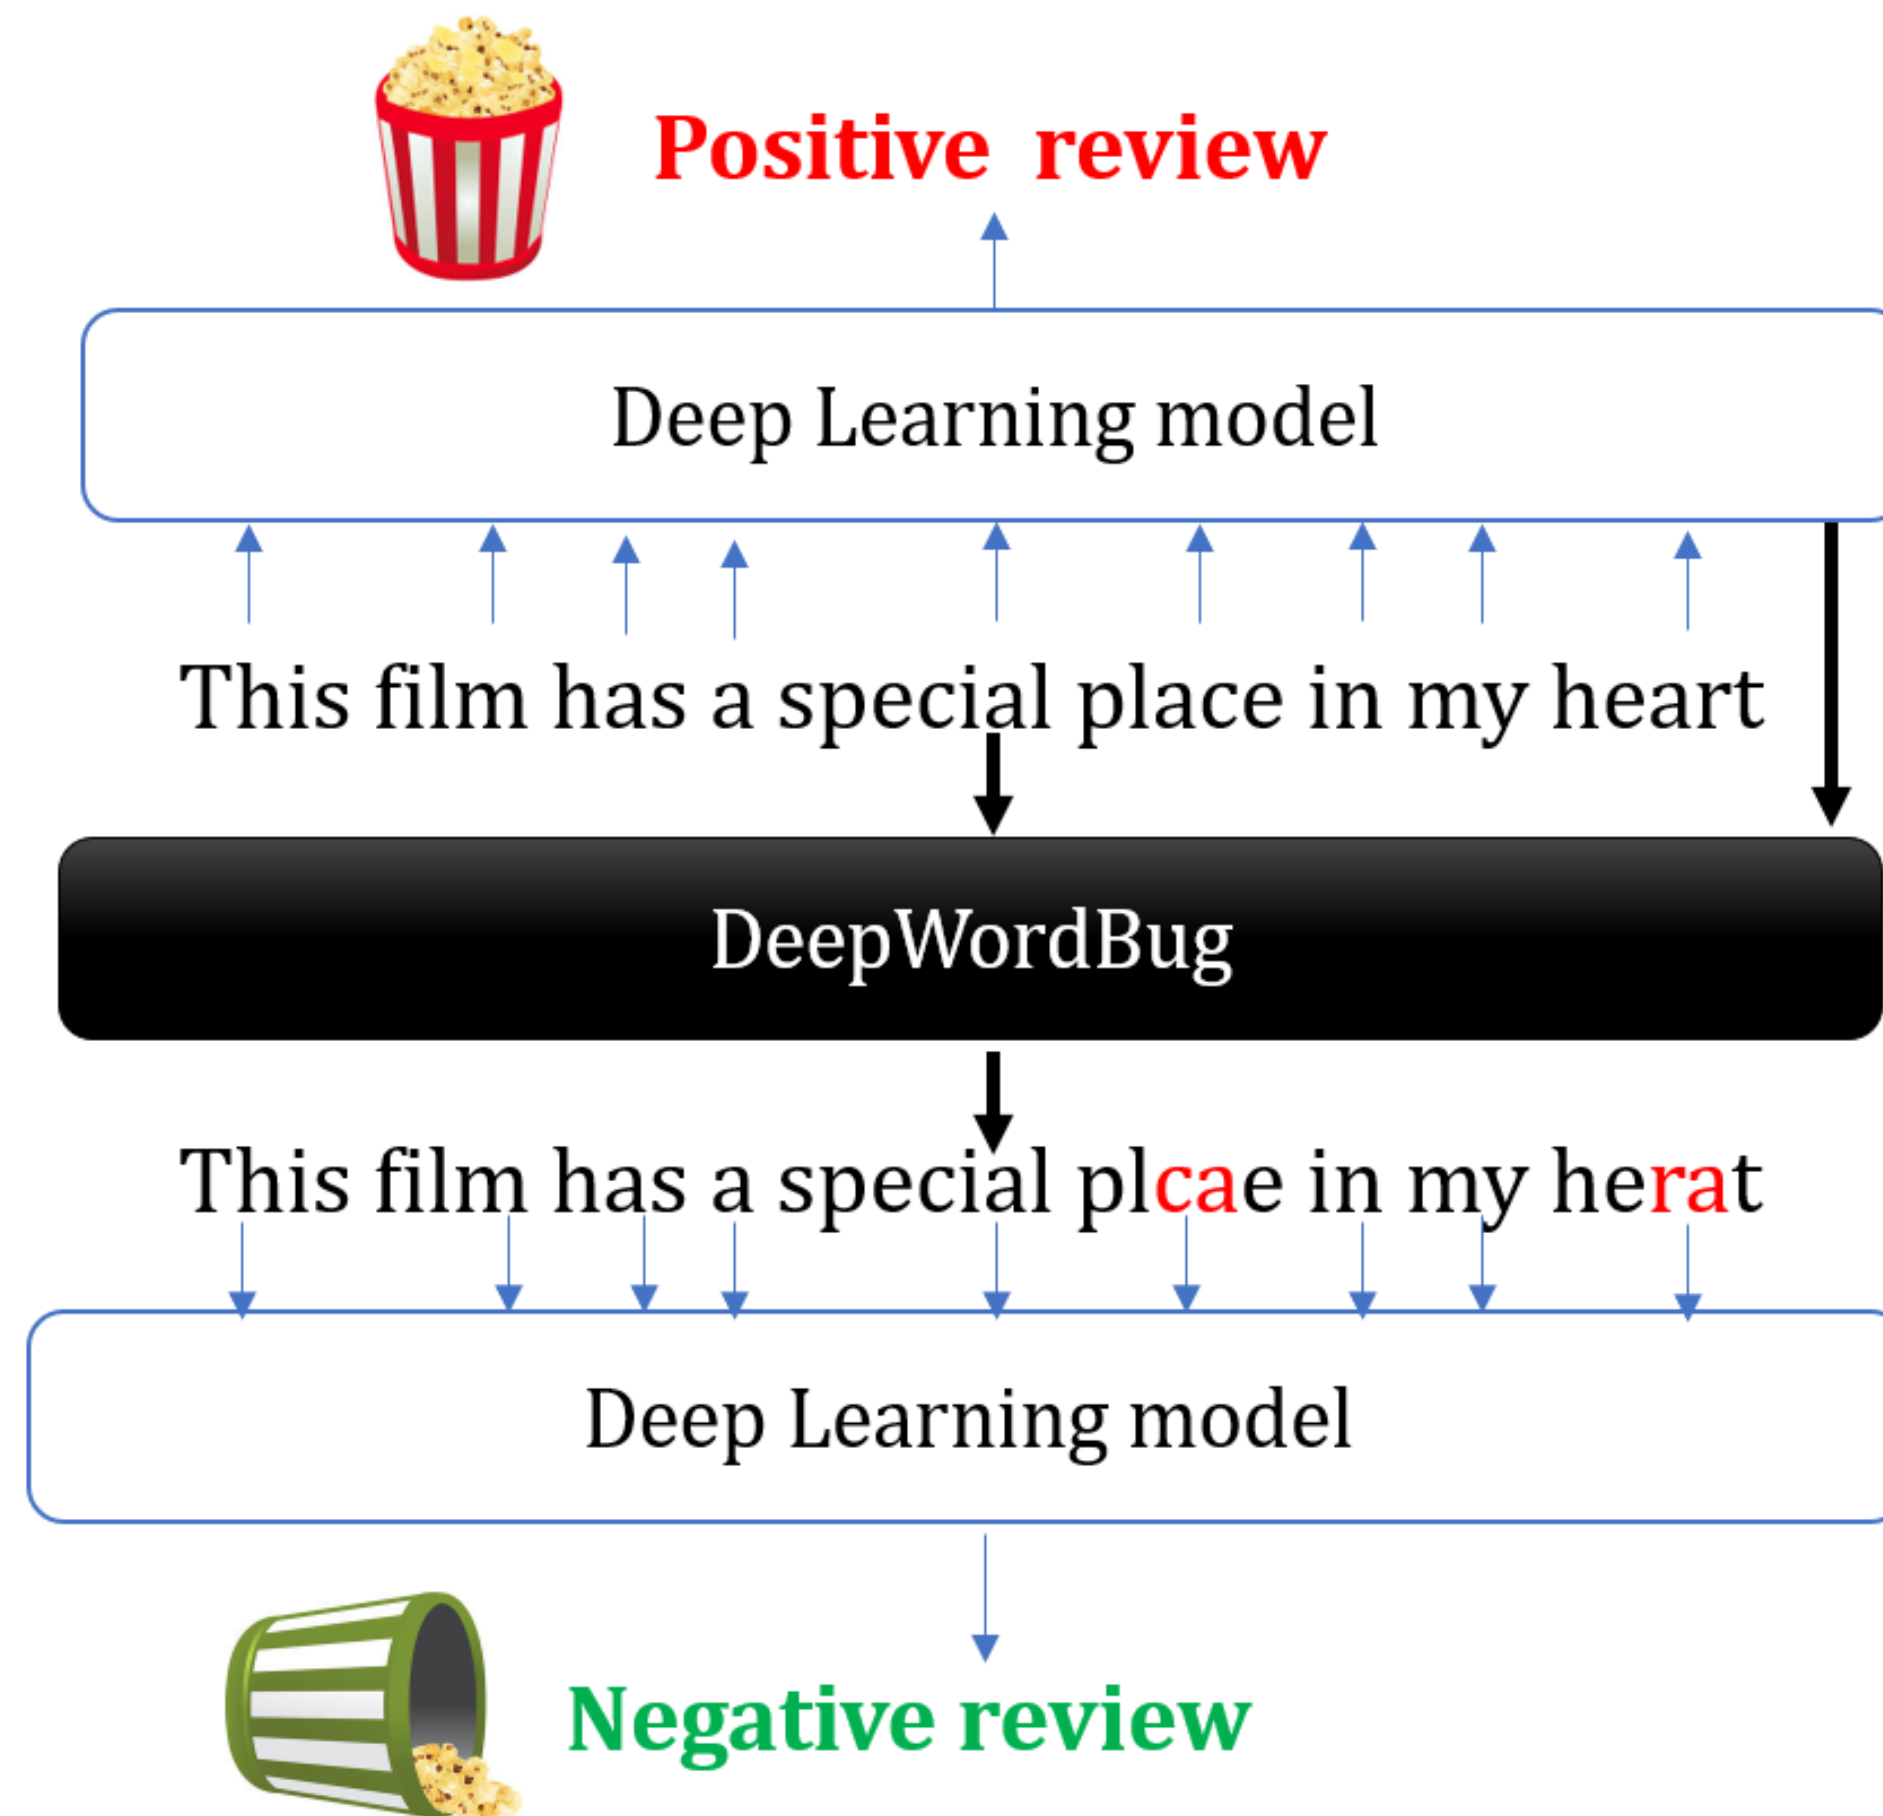 Positive review
Deep Learning model
This film has a special place in my heart
DeepWordBug
This film has a special plcae in my herat
Deep Learning model
Negative review